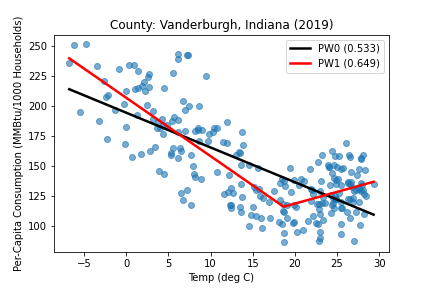 County: Vanderburgh, Indiana (2019)
Per-Capita Consumption (MMBtu/1000 Households)
250
225
200
175
150
125
100
PW0 (0.533)
PW1 (0.649)
−5 0 5 10 15 20 25 30
Temp (deg C)